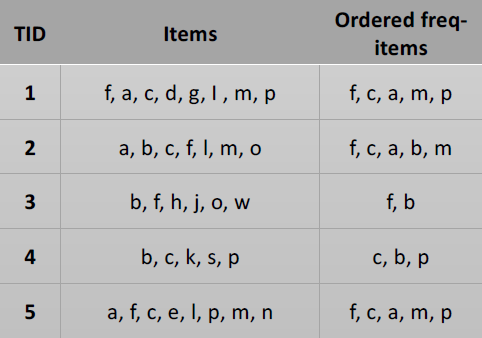 TID Items Ordered freq-
items
1 f, a, c, d, g, I , m, p f, c, a, m, p
2 a, b, c, f, l, m, o f, c, a, b, m
3 b, f, h, j, o, w f, b
4 b, c, k, s, p c, b, p
5 a, f, c, e, l, p, m, n f, c, a, m, p